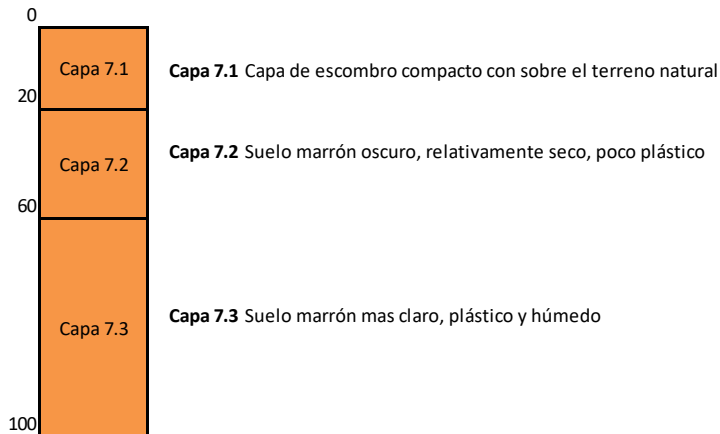 0
Capa 7.1
Capa 7.1 Capa de escombro compacto con sobre el terreno natural
20
Capa 7.2
Capa 7.2 Suelo marrón oscuro, relativamente seco, poco plástico
60
Capa 7.3
Capa 7.3 Suelo marrón mas claro, plástico y húmedo
100